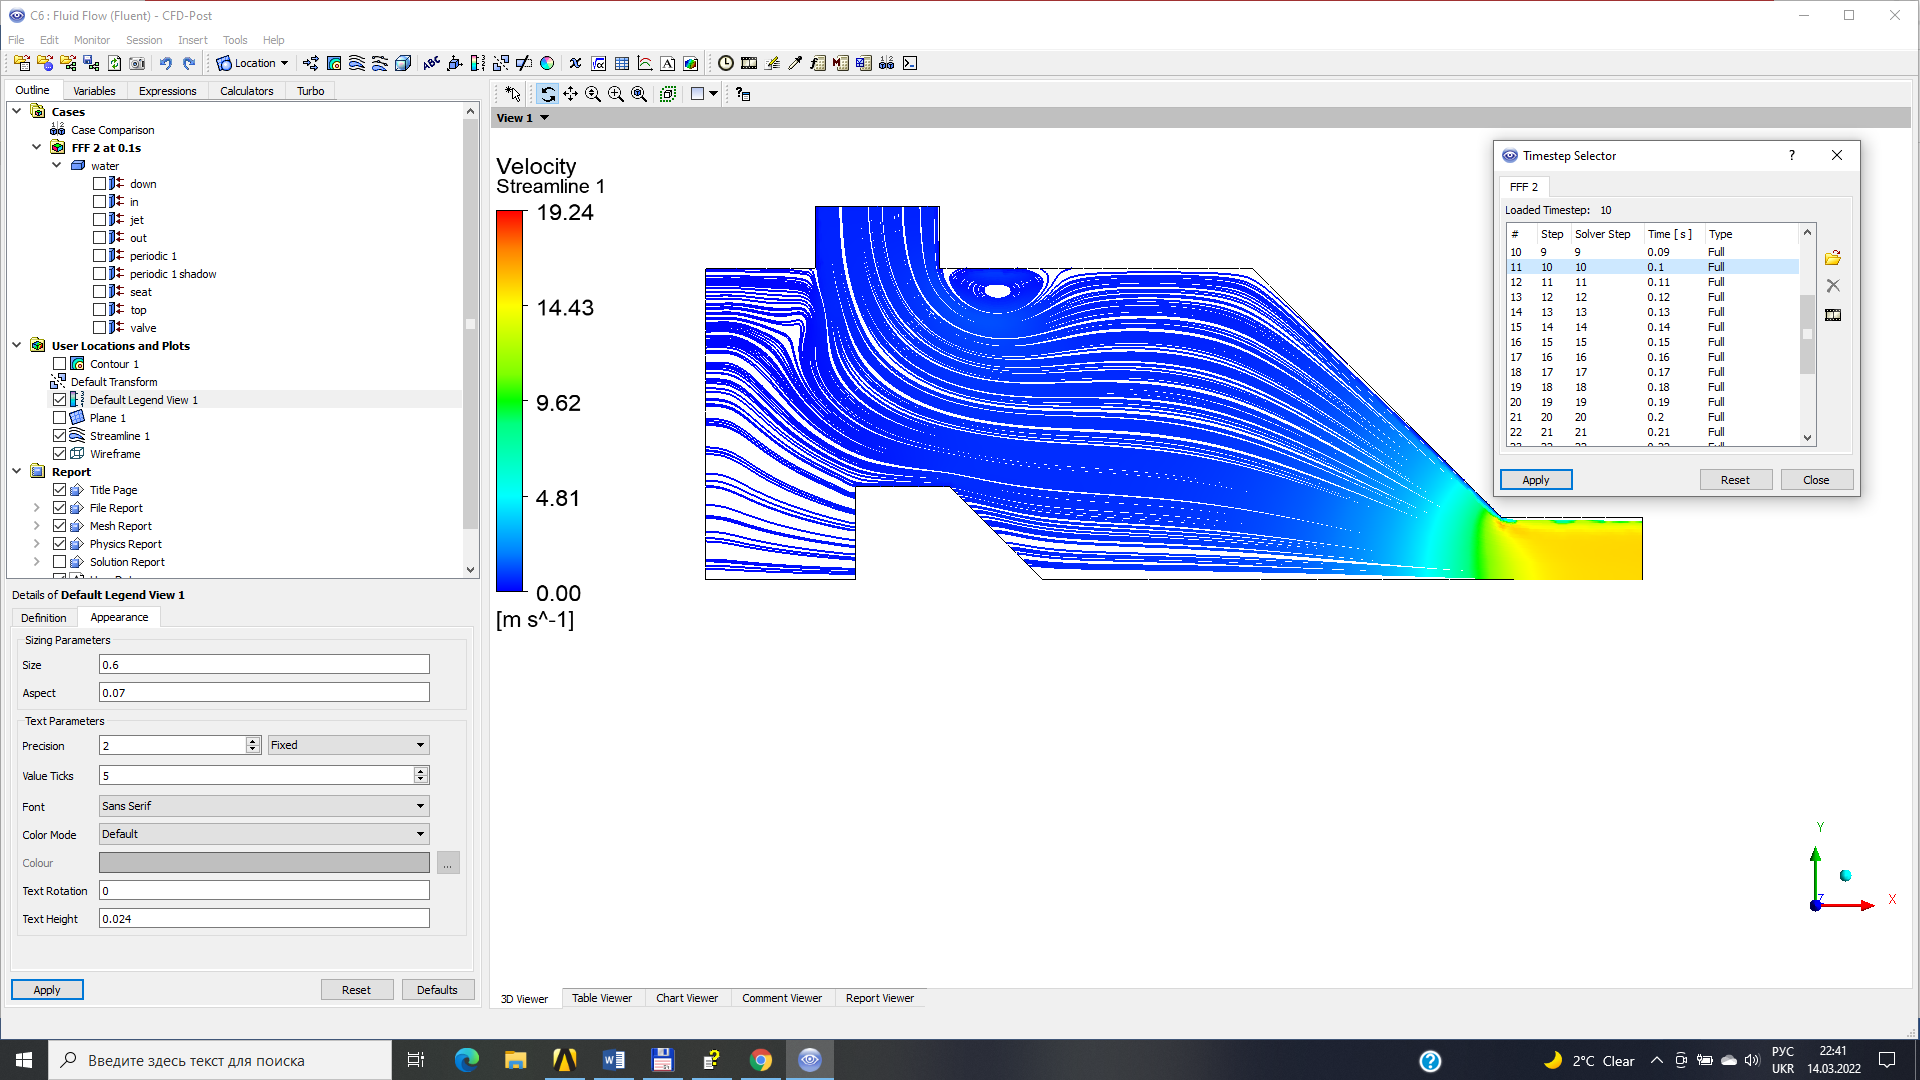 C6 : Fluid Flow (Fluent) - CFD-Post
File Edit Monitor Session Insert Tools Help
Location
Outline Variables Expressions Calculators Turbo
Cases
Case Comparison
FFF 2 at 0.1s
water
down
in
jet
out
periodic 1
periodic 1 shadow
seat
top
valve
User Locations and Plots
Contour 1
Default Transform
Default Legend View 1
Plane 1
Streamline 1
Wireframe
Report
Title Page
File Report
Mesh Report
Physics Report
Solution Report
Details of Default Legend View 1
Definition Appearance
Sizing Parameters
Size 0.6
Aspect 0.07
Text Parameters
Precision 2 Fixed
Value Ticks 5
Font Sans Serif
Color Mode Default
Colour ...
Text Rotation 0
Text Height 0.024
Apply Reset Defaults
View 1
Velocity
Streamline 1
19.24
14.43
9.62
4.81
0.00
[m s^-1]
Timestep Selector ?
FFF 2
Loaded Timestep: 10
# Step Solver Step Time [ s ] Type
10 9 9 0.09 Full
11 10 10 0.1 Full
12 11 11 0.11 Full
13 12 12 0.12 Full
14 13 13 0.13 Full
15 14 14 0.14 Full
16 15 15 0.15 Full
17 16 16 0.16 Full
18 17 17 0.17 Full
19 18 18 0.18 Full
20 19 19 0.19 Full
21 20 20 0.2 Full
22 21 21 0.21 Full
Apply Reset Close
Y
Z
X
3D Viewer Table Viewer Chart Viewer Comment Viewer Report Viewer
Введите здесь текст для поиска
2°C Clear
РУС
UKR
22:41
14.03.2022